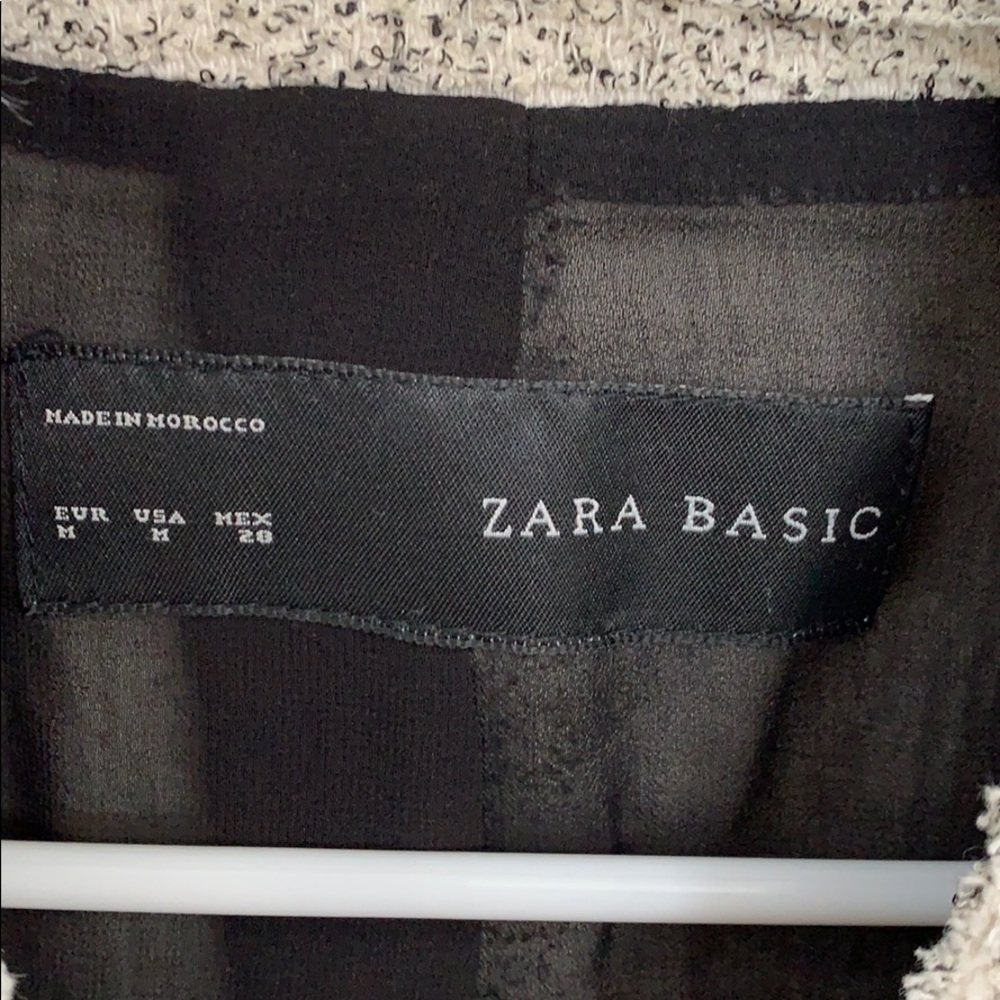 MADE IN MOROCCO
EUR USA MEX
M M 28
ZARA BASIC